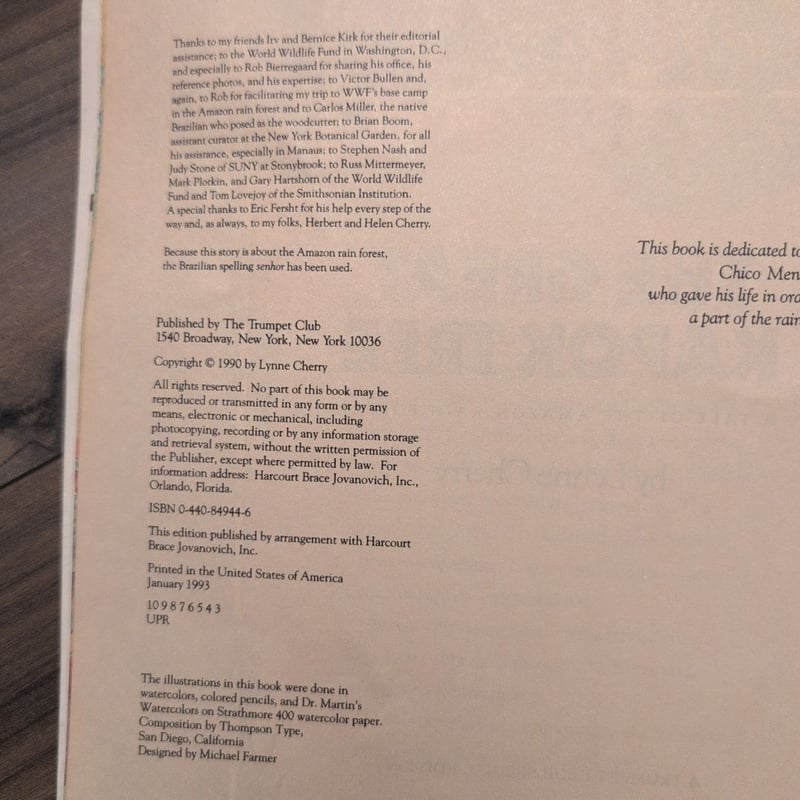 Thanks to my friends Irv and Bernice Kirk for their editorial
assistance; to the World Wildlife Fund in Washington, D.C.,
and especially to Rob Bierregaard for sharing his office, his
reference photos, and his expertise; to Victor Bullen and,
again, to Rob for facilitating my trip to WWF's base camp
in the Amazon rain forest and to Carlos Miller, the native
Brazilian who posed as the woodcutter; to Brian Boom,
assistant curator at the New York Botanical Garden, for all
his assistance, especially in Manaus; to Stephen Nash and
Judy Stone of SUNY at Stonybrook; to Russ Mittermeyer,
Mark Plotkin, and Gary Hartshorn of the World Wildlife
Fund and Tom Lovejoy of the Smithsonian Institution.
A special thanks to Eric Fersht for his help every step of the
way and, as always, to my folks, Herbert and Helen Cherry.
Because this story is about the Amazon rain forest,
the Brazilian spelling senhor has been used.
Published by The Trumpet Club
1540 Broadway, New York, New York 10036
Copyright © 1990 by Lynne Cherry
All rights reserved. No part of this book may be
reproduced or transmitted in any form or by any
means, electronic or mechanical, including
photocopying, recording or by any information storage
and retrieval system, without the written permission of
the Publisher, except where permitted by law. For
information address: Harcourt Brace Jovanovich, Inc.,
Orlando, Florida.
ISBN 0-440-84944-6
This edition published by arrangement with Harcourt
Brace Jovanovich, Inc.
Printed in the United States of America
January 1993
10 9 8 7 6 5 4 3
UPR
The illustrations in this book were done in
watercolors, colored pencils, and Dr. Martin's
Watercolors on Strathmore 400 watercolor paper.
Composition by Thompson Type,
San Diego, California
Designed by Michael Farmer
This book is dedicated to
Chico Men
who gave his life in ord
a part of the rain